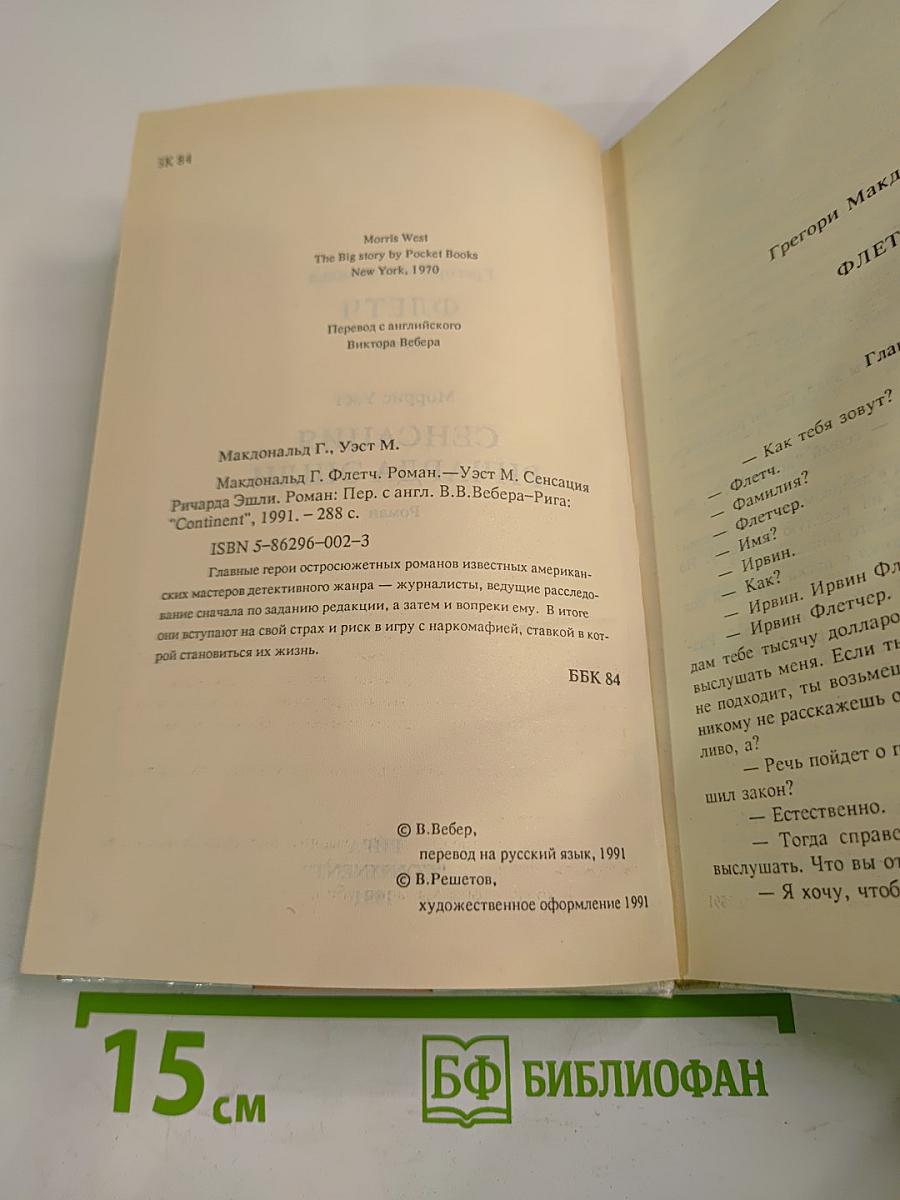 ЗК 84
Morris West
The Big story by Pocket Books
New York, 1970
Перевод с английского
Виктора Вебера
Макдональд Г., Уэст М.
Макдональд Г. Флетч. Роман.—Уэст М. Сенсация
Ричарда Эшли. Роман: Пер. с англ. В.В.Вебера–Рига:
"Continent", 1991. – 288 с.
ISBN 5–86296–002–3
Главные герои остросюжетных романов известных американ-
ских мастеров детективного жанра — журналисты, ведущие расследо-
вание сначала по заданию редакции, а затем и вопреки ему. В итоге
они вступают на свой страх и риск в игру с наркомафией, ставкой в кот-
рой становиться их жизнь.
ББК 84
© В.Вебер,
перевод на русский язык, 1991
© В.Решетов,
художественное оформление 1991
Грегори Макд
ФЛЕТ
Глав
— Как тебя зовут?
— Флетч.
— Фамилия?
— Флетчер.
— Имя?
— Ирвин.
— Как?
— Ирвин. Ирвин Фл
— Ирвин Флетчер.
дам тебе тысячу долларо
выслушать меня. Если ты
не подходит, ты возьмеш
никому не расскажешь о
ливо, а?
— Речь пойдет о п
шил закон?
— Естественно.
— Тогда справе
выслушать. Что вы от
— Я хочу, чтоб
15 см
БФ БИБЛИОФАН